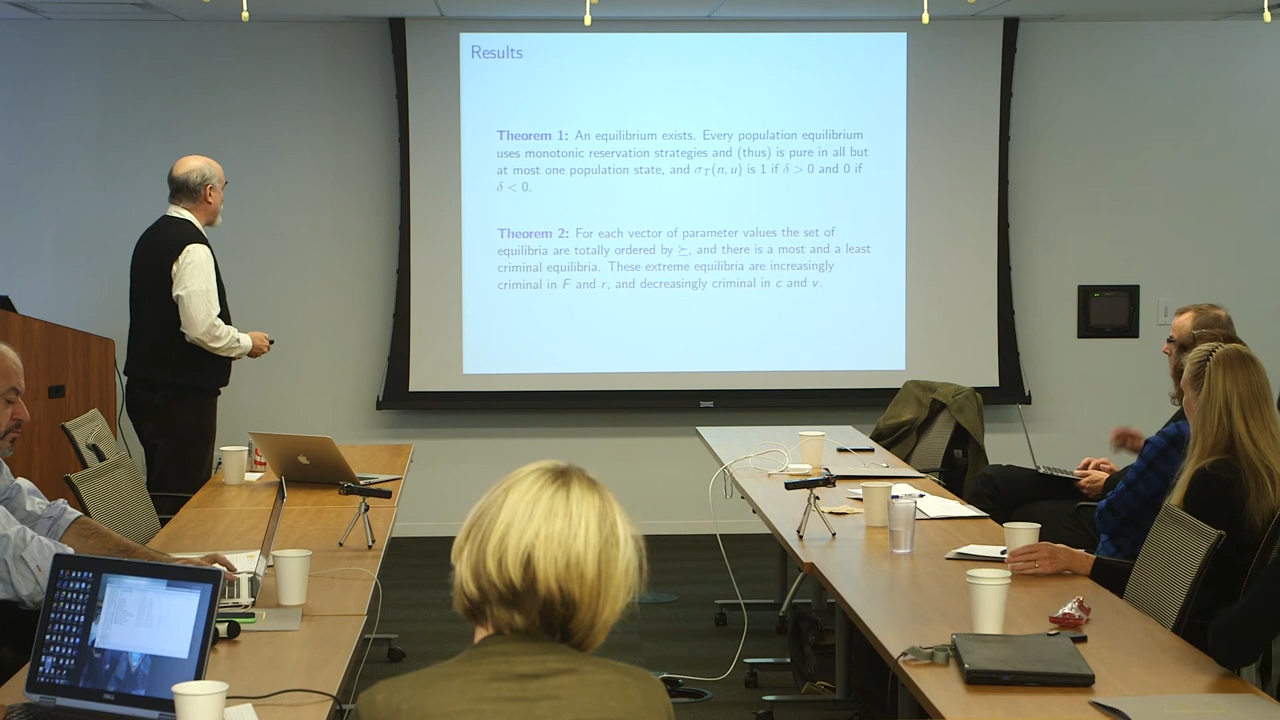 Results
Theorem 1: An equilibrium exists. Every population equilibrium
uses monotonic reservation strategies and (thus) is pure in all but
at most one population state, and σ_T(n, u) is 1 if δ > 0 and 0 if
δ < 0.
Theorem 2: For each vector of parameter values the set of
equilibria are totally ordered by ⪰, and there is a most and a least
criminal equilibria. These extreme equilibria are increasingly
criminal in F and r, and decreasingly criminal in c and v.
DELL